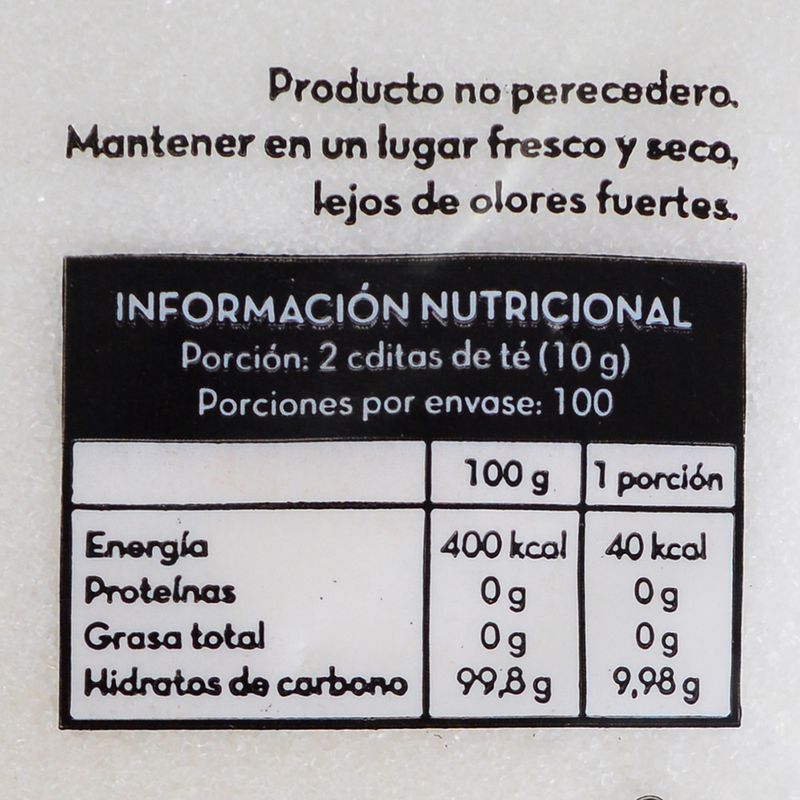 Producto no perecedero.
Mantener en un lugar fresco y seco,
lejos de olores fuertes.
INFORMACIÓN NUTRICIONAL
Porción: 2 cditas de té (10 g)
Porciones por envase: 100
100 g 1 porción
Energía 400 kcal 40 kcal
Proteínas 0 g 0 g
Grasa total 0 g 0 g
Hidratos de carbono 99,8 g 9,98 g